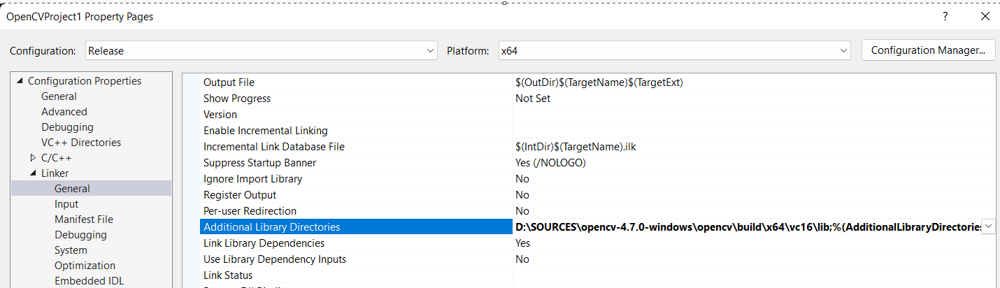 OpenCVProject1 Property Pages ? ×
Configuration: Release Platform: x64 Configuration Manager...
Configuration Properties
General
Advanced
Debugging
VC++ Directories
C/C++
Linker
General
Input
Manifest File
Debugging
System
Optimization
Embedded IDL
Output File $(OutDir)$(TargetName)$(TargetExt)
Show Progress Not Set
Version
Enable Incremental Linking
Incremental Link Database File $(IntDir)$(TargetName).ilk
Suppress Startup Banner Yes (/NOLOGO)
Ignore Import Library No
Register Output No
Per-user Redirection No
Additional Library Directories D:\SOURCES\opencv-4.7.0-windows\opencv\build\x64\vc16\lib;%(AdditionalLibraryDirectories
Link Library Dependencies Yes
Use Library Dependency Inputs No
Link Status